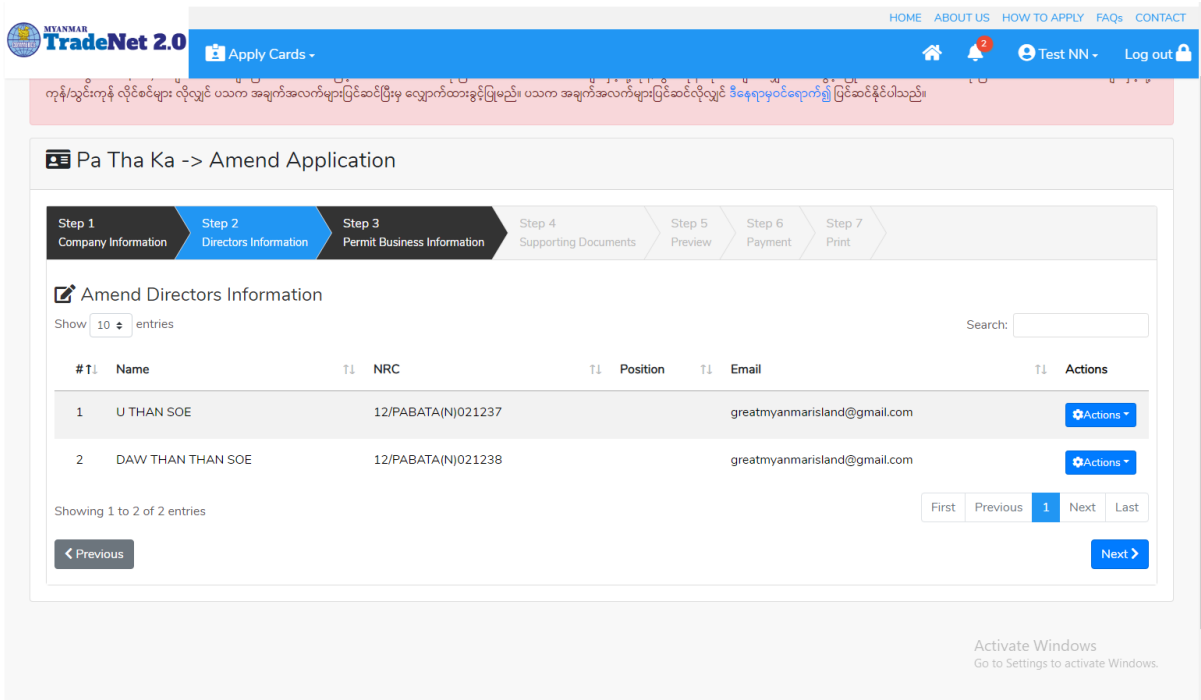 HOME ABOUT US HOW TO APPLY FAQs CONTACT
MYANMAR
TradeNet 2.0
Apply Cards
2
Test NN
Log out
ကုန်/သွင်းကုန် လိုင်စင်များ လိုလျှင် ပသက အချက်အလက်များပြင်ဆင်ပြီးမှ လျှောက်ထားခွင့်ပြုမည်။ ပသက အချက်အလက်များပြင်ဆင်လိုလျှင် ဒီနေရာမှဝင်ရောက်၍ ပြင်ဆင်နိုင်ပါသည်။
Pa Tha Ka -> Amend Application
Step 1 Step 2 Step 3 Step 4 Step 5 Step 6 Step 7
Company Information Directors Information Permit Business Information Supporting Documents Preview Payment Print
Amend Directors Information
Show 10 entries Search:
# Name NRC Position Email Actions
1 U THAN SOE 12/PABATA(N)021237 greatmyanmarisland@gmail.com Actions
2 DAW THAN THAN SOE 12/PABATA(N)021238 greatmyanmarisland@gmail.com Actions
Showing 1 to 2 of 2 entries First Previous 1 Next Last
Previous Next
Activate Windows
Go to Settings to activate Windows.